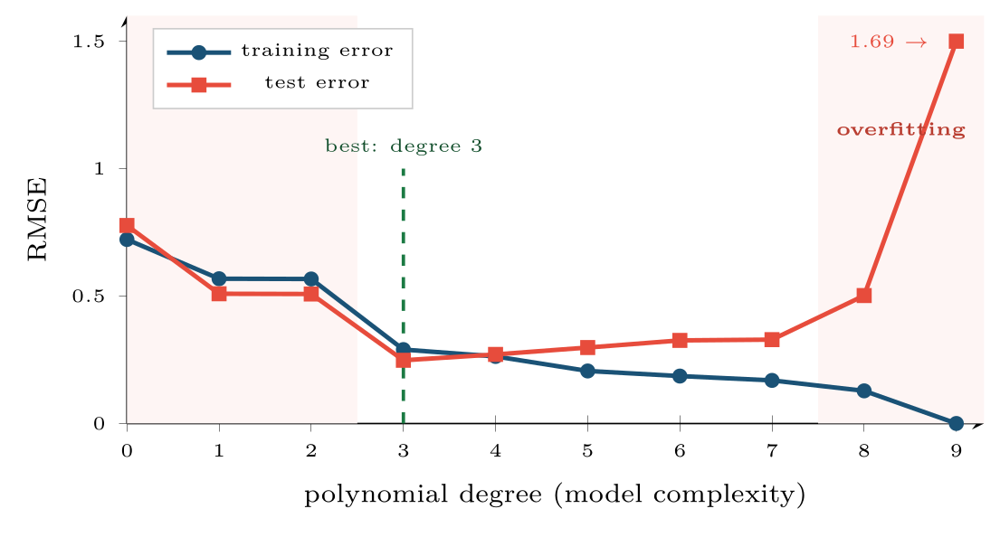 1.5
training error
test error
1.69 →
overfitting
best: degree 3
1
RMSE
0.5
0
0 1 2 3 4 5 6 7 8 9
polynomial degree (model complexity)